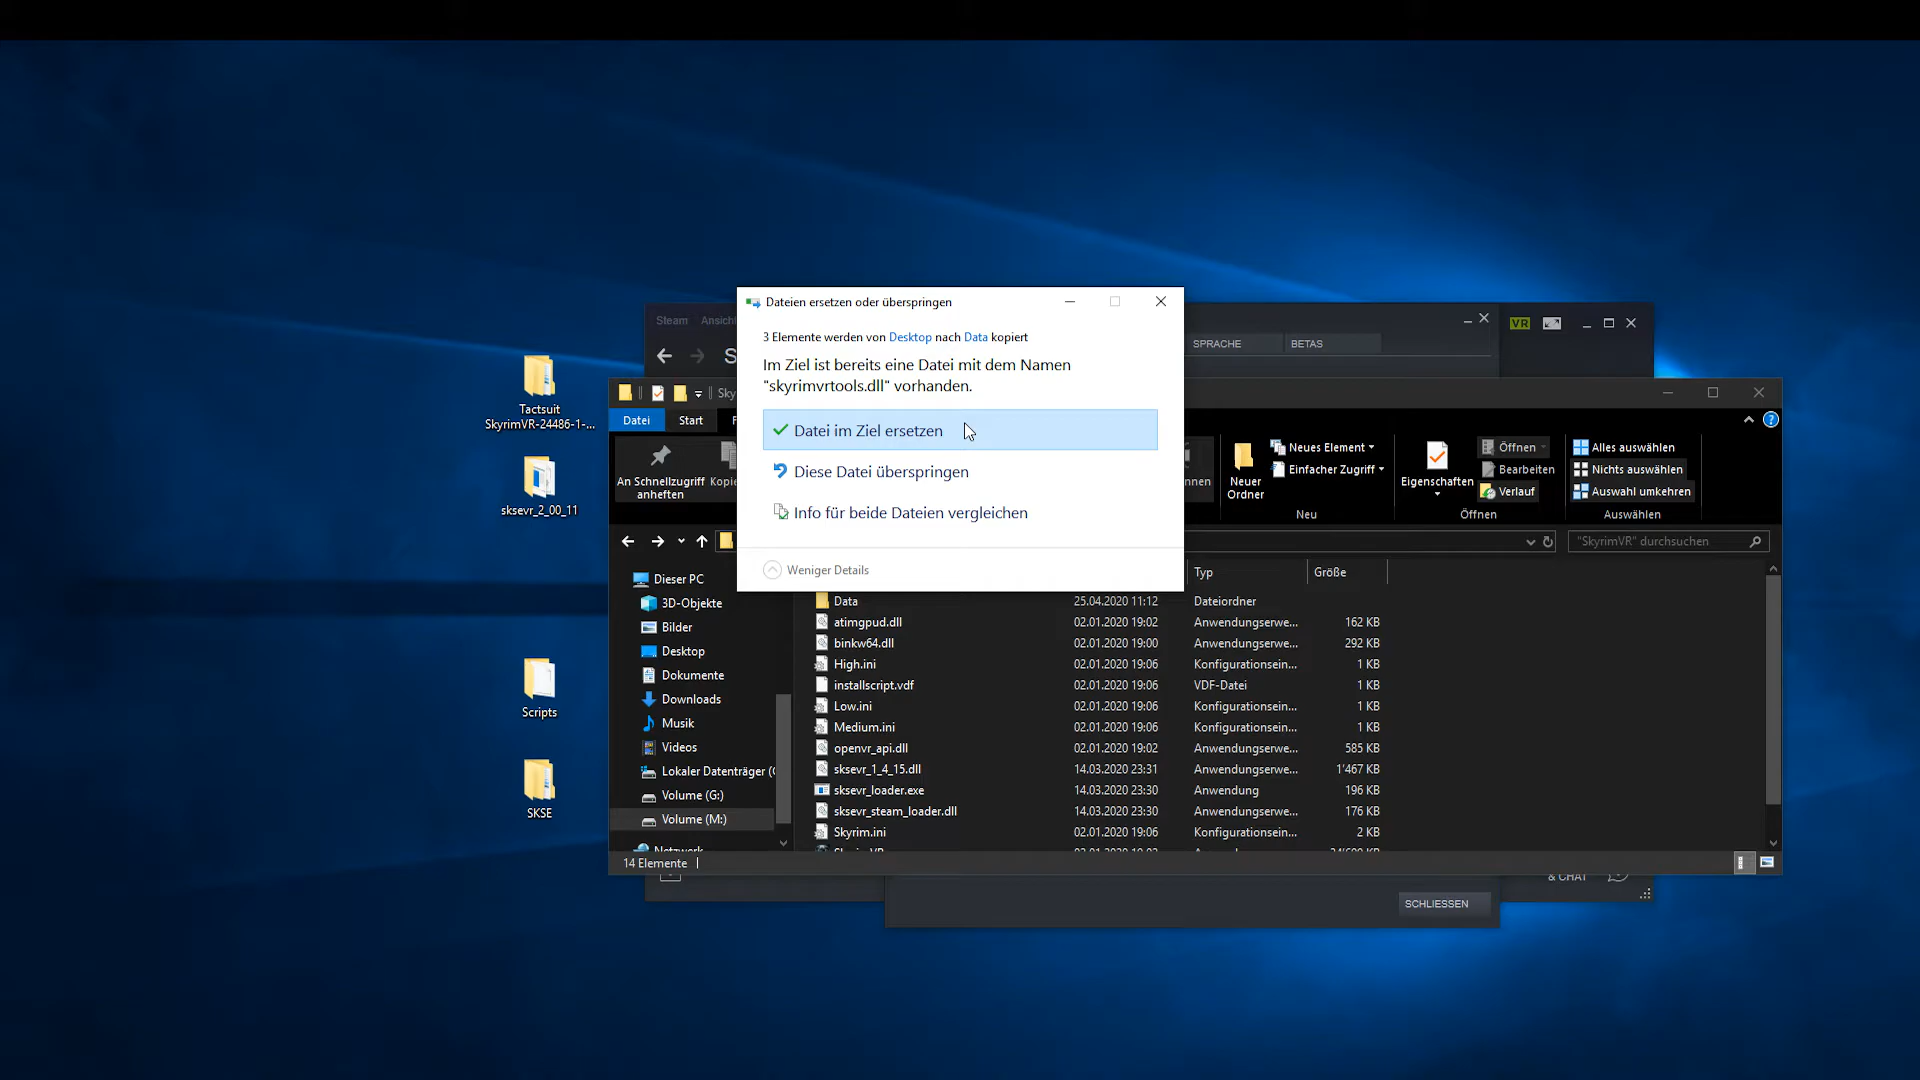 Tactsuit
SkyrimVR-24486-1-...
sksevr_2_00_11
Scripts
SKSE
Steam
VR
SPRACHE
BETAS
Dateien ersetzen oder überspringen
3 Elemente werden von Desktop nach Data kopiert
Im Ziel ist bereits eine Datei mit dem Namen
"skyrimvrtools.dll" vorhanden.
Datei im Ziel ersetzen
Diese Datei überspringen
Info für beide Dateien vergleichen
Weniger Details
Datei
Start
An Schnellzugriff
anheften
Neuer
Ordner
Neues Element
Einfacher Zugriff
Neu
Eigenschaften
Öffnen
Bearbeiten
Verlauf
Öffnen
Alles auswählen
Nichts auswählen
Auswahl umkehren
Auswählen
"SkyrimVR" durchsuchen
Dieser PC
3D-Objekte
Bilder
Desktop
Dokumente
Downloads
Musik
Videos
Lokaler Datenträger (
Volume (G:)
Volume (M:)
Typ
Größe
Data 25.04.2020 11:12 Dateiordner
atimgpud.dll 02.01.2020 19:02 Anwendungserwe... 162 KB
binkw64.dll 02.01.2020 19:00 Anwendungserwe... 292 KB
High.ini 02.01.2020 19:06 Konfigurationsein... 1 KB
installscript.vdf 02.01.2020 19:06 VDF-Datei 1 KB
Low.ini 02.01.2020 19:06 Konfigurationsein... 1 KB
Medium.ini 02.01.2020 19:06 Konfigurationsein... 1 KB
openvr_api.dll 02.01.2020 19:02 Anwendungserwe... 585 KB
sksevr_1_4_15.dll 14.03.2020 23:31 Anwendungserwe... 1'467 KB
sksevr_loader.exe 14.03.2020 23:30 Anwendung 196 KB
sksevr_steam_loader.dll 14.03.2020 23:30 Anwendungserwe... 176 KB
Skyrim.ini 02.01.2020 19:06 Konfigurationsein... 2 KB
14 Elemente
& CHAT
SCHLIESSEN